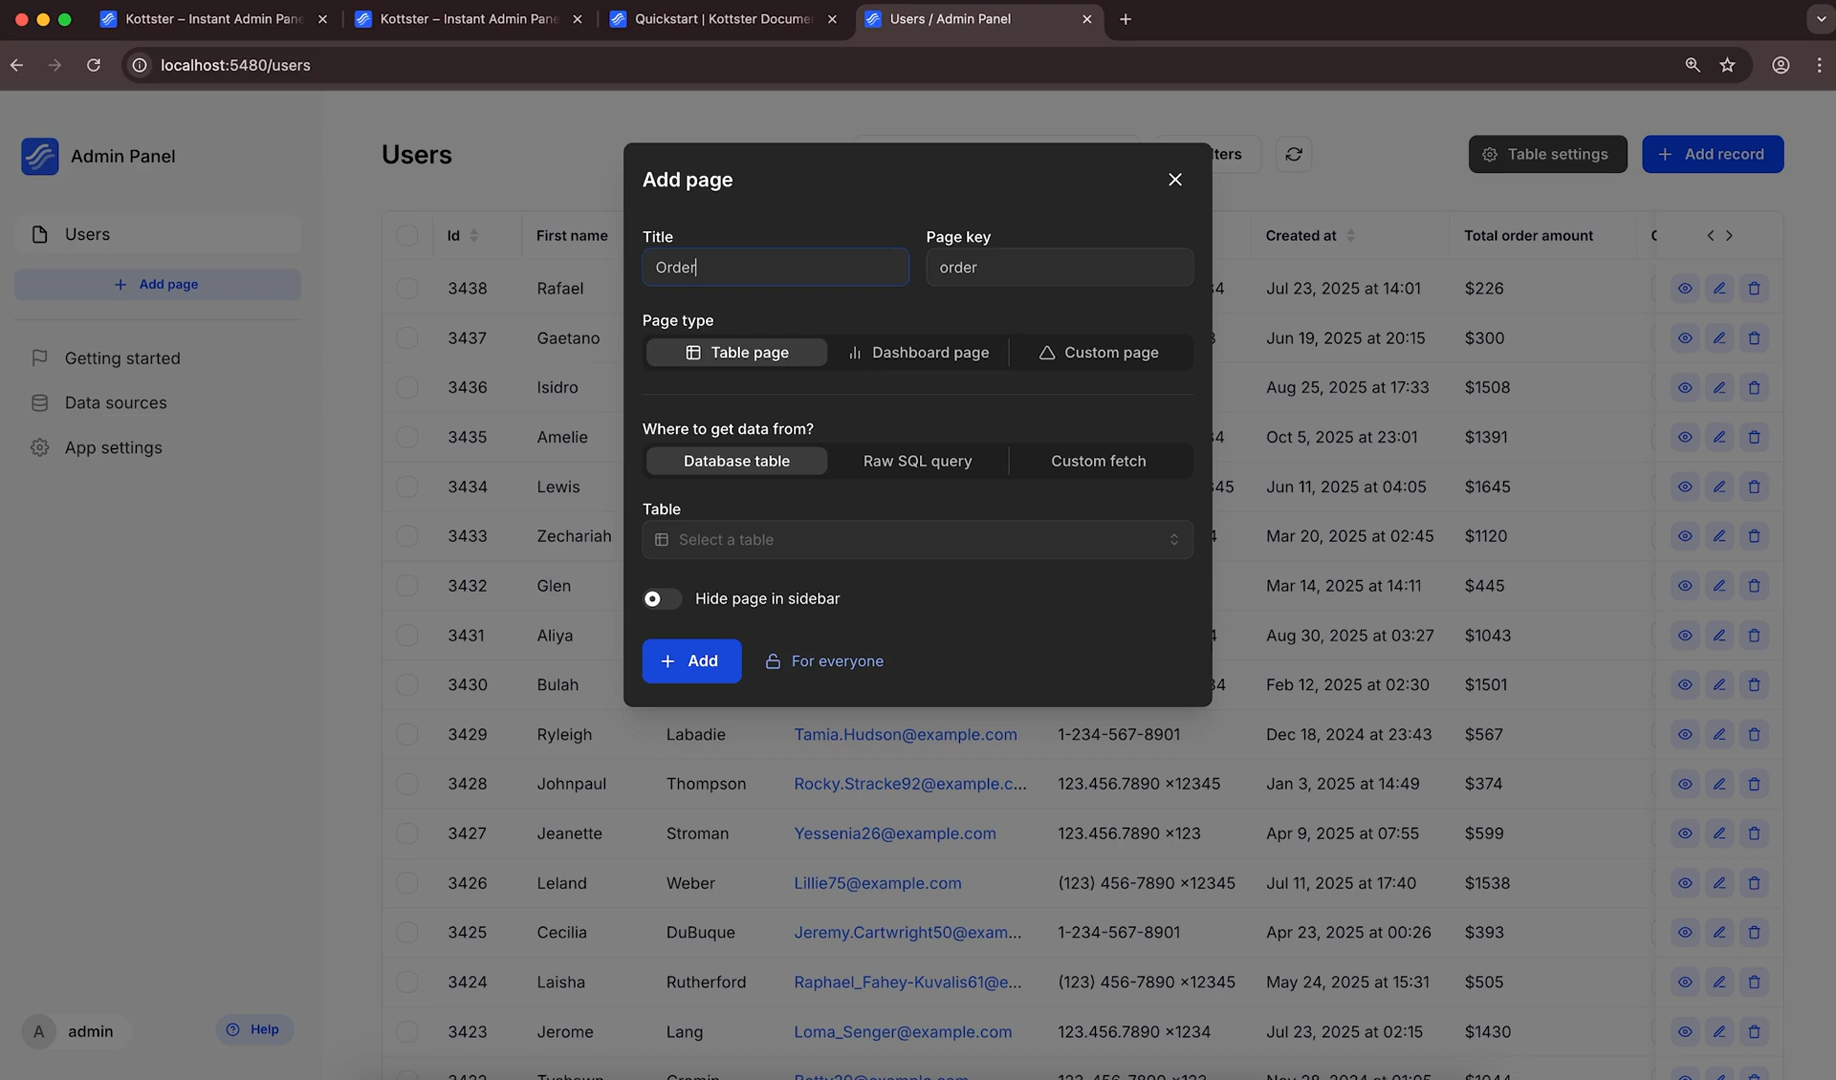 Kottster – Instant Admin Pane
Kottster – Instant Admin Pane
Quickstart | Kottster Documen
Users / Admin Panel
localhost:5480/users
Admin Panel
Users
Add page
Getting started
Data sources
App settings
A admin
Help
Users
Table settings
Add record
Id First name Created at Total order amount
3438 Rafael Jul 23, 2025 at 14:01 $226
3437 Gaetano Jun 19, 2025 at 20:15 $300
3436 Isidro Aug 25, 2025 at 17:33 $1508
3435 Amelie Oct 5, 2025 at 23:01 $1391
3434 Lewis 345 Jun 11, 2025 at 04:05 $1645
3433 Zechariah Mar 20, 2025 at 02:45 $1120
3432 Glen Mar 14, 2025 at 14:11 $445
3431 Aliya Aug 30, 2025 at 03:27 $1043
3430 Bulah Feb 12, 2025 at 02:30 $1501
3429 Ryleigh Labadie Tamia.Hudson@example.com 1-234-567-8901 Dec 18, 2024 at 23:43 $567
3428 Johnpaul Thompson Rocky.Stracke92@example.c... 123.456.7890 x12345 Jan 3, 2025 at 14:49 $374
3427 Jeanette Stroman Yessenia26@example.com 123.456.7890 x123 Apr 9, 2025 at 07:55 $599
3426 Leland Weber Lillie75@example.com (123) 456-7890 x12345 Jul 11, 2025 at 17:40 $1538
3425 Cecilia DuBuque Jeremy.Cartwright50@exam... 1-234-567-8901 Apr 23, 2025 at 00:26 $393
3424 Laisha Rutherford Raphael_Fahey-Kuvalis61@e... (123) 456-7890 x12345 May 24, 2025 at 15:31 $505
3423 Jerome Lang Loma_Senger@example.com 123.456.7890 x1234 Jul 23, 2025 at 02:15 $1430
Add page
Title Page key
Order order
Page type
Table page Dashboard page Custom page
Where to get data from?
Database table Raw SQL query Custom fetch
Table
Select a table
Hide page in sidebar
Add For everyone